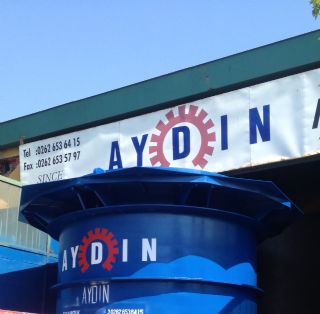 Tel :0262 653 64 15
Fax :0262 653 57 97
SINCE
AYDIN
AYDIN
AYDIN